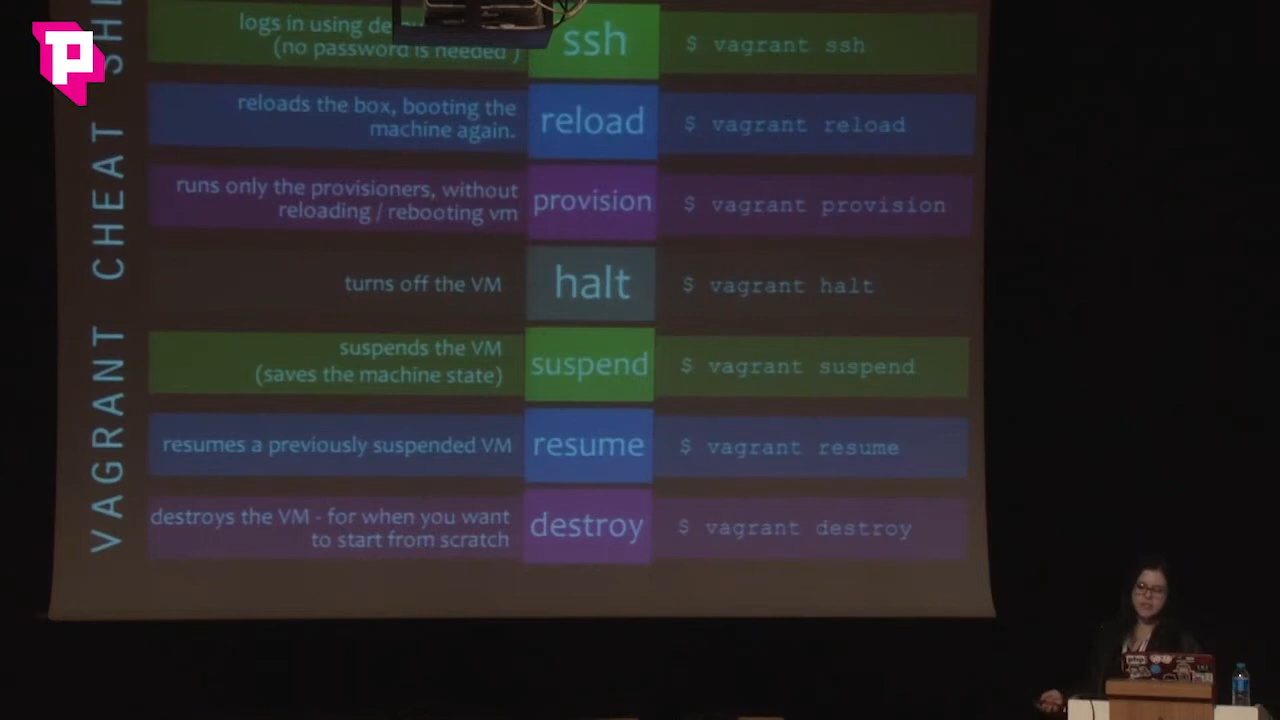 P
VAGRANT CHEAT SH
logs in using
(no password is needed )
ssh
$ vagrant ssh
reloads the box, booting the
machine again.
reload
$ vagrant reload
runs only the provisioners, without
reloading / rebooting vm
provision
$ vagrant provision
turns off the VM
halt
$ vagrant halt
suspends the VM
(saves the machine state)
suspend
$ vagrant suspend
resumes a previously suspended VM
resume
$ vagrant resume
destroys the VM - for when you want
to start from scratch
destroy
$ vagrant destroy
php